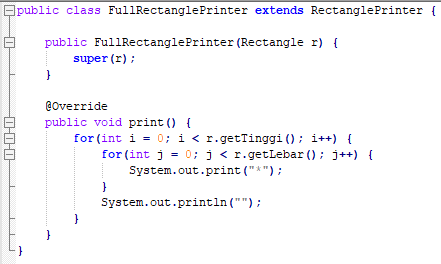 public class FullRectanglePrinter extends RectanglePrinter {
public FullRectanglePrinter(Rectangle r) {
super(r);
}
@Override
public void print() {
for(int i = 0; i < r.getTinggi(); i++) {
for(int j = 0; j < r.getLebar(); j++) {
System.out.print("*");
}
System.out.println("");
}
}
}